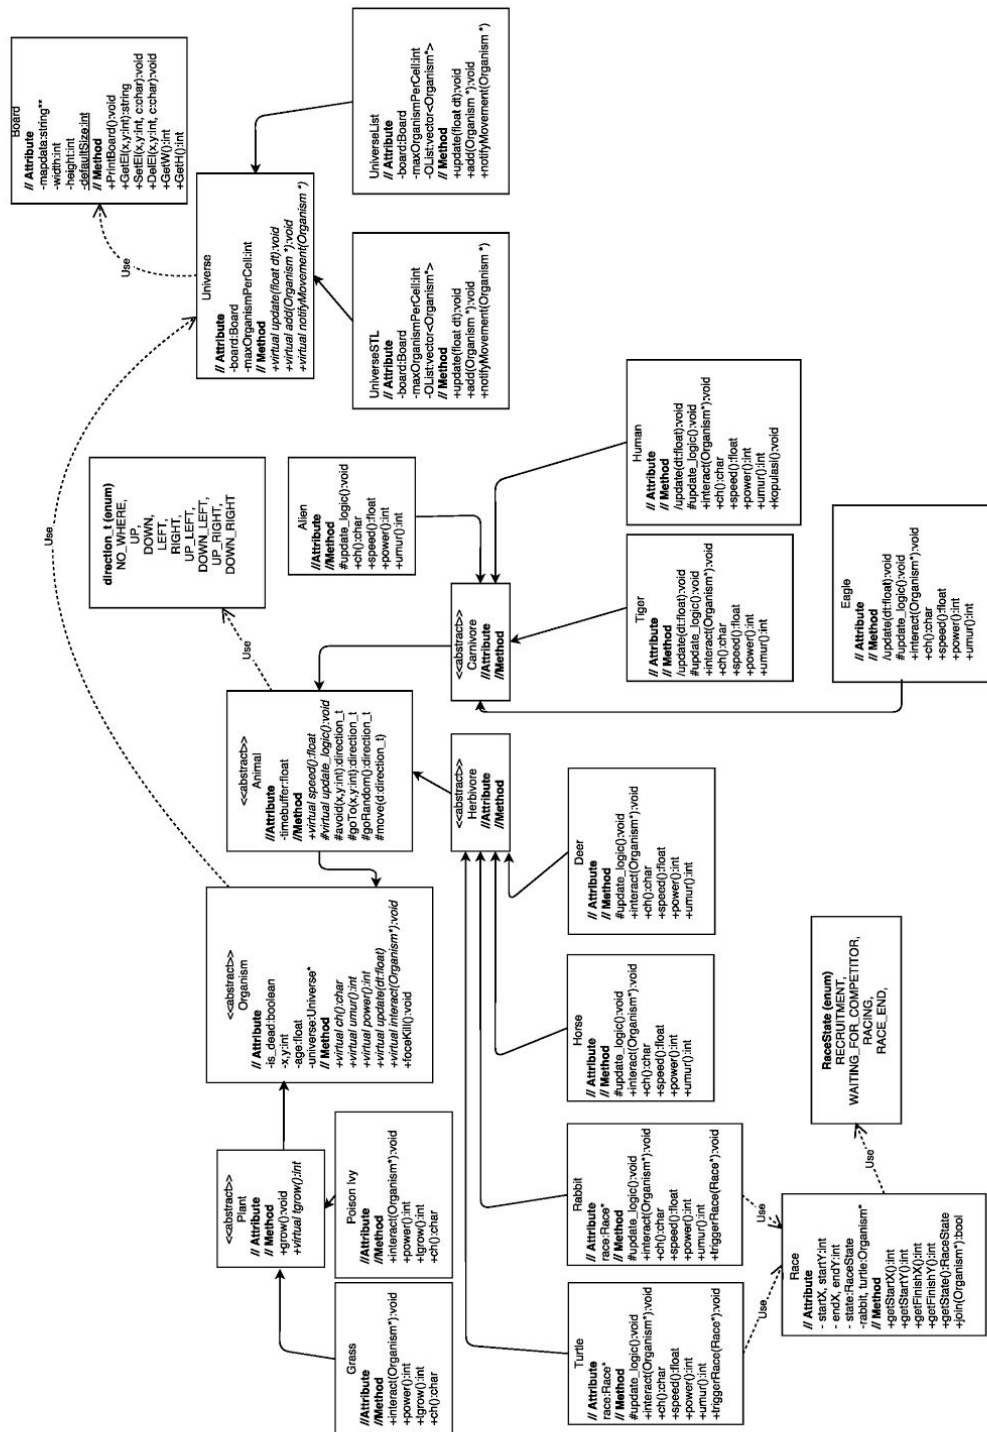 Board
// Attribute
-mapdata:string**
-width:int
-height:int
-defaultSize:int
// Method
+PrintBoard():void
+GetEl(x,y:int):string
+SetEl(x,y:int, c:char):void
+DelEl(x,y:int, c:char):void
+GetW():int
+GetH():int
Use
Universe
// Attribute
-board:Board
-maxOrganismPerCell:int
// Method
+virtual update(float dt):void
+virtual add(Organism *):void
+virtual notifyMovement(Organism *)
UniverseSTL
// Attribute
-board:Board
-maxOrganismPerCell:int
-OList:vector<Organism*>
// Method
+update(float dt):void
+add(Organism *):void
+notifyMovement(Organism *)
UniverseList
// Attribute
-board:Board
-maxOrganismPerCell:int
-OList:vector<Organism*>
// Method
+update(float dt):void
+add(Organism *):void
+notifyMovement(Organism *)
Use
direction_t (enum)
NO_WHERE,
UP,
DOWN,
LEFT,
RIGHT,
UP_LEFT,
DOWN_LEFT,
UP_RIGHT,
DOWN_RIGHT
Use
<<abstract>>
Organism
// Attribute
-is_dead:boolean
-x,y:int
-age:float
-universe:Universe*
// Method
+virtual ch():char
+virtual umur():int
+virtual power():int
+virtual update(dt:float)
+virtual interact(Organism*):void
+foceKill():void
<<abstract>>
Animal
//Attribute
-timebuffer:float
//Method
+virtual speed():float
#virtual update_logic():void
#avoid(x,y:int):direction_t
#goTo(x,y:int):direction_t
#goRandom():direction_t
#move(d:direction_t)
<<abstract>>
Plant
// Attribute
// Method
+grow():void
+virtual tgrow():int
Grass
//Attribute
//Method
+interact(Organism*):void
+power():int
+tgrow():int
+ch():char
Poison Ivy
//Attribute
//Method
+interact(Organism*):void
+power():int
+tgrow():int
+ch():char
<<abstract>>
Herbivore
//Attribute
//Method
<<abstract>>
Carnivore
//Attribute
//Method
Alien
//Attribute
//Method
#update_logic():void
+ch():char
+speed():float
+power():int
+umur():int
Turtle
// Attribute
race:Race*
// Method
#update_logic():void
+interact(Organism*):void
+ch():char
+speed():float
+power():int
+umur():int
+triggerRace(Race*):void
Rabbit
// Attribute
race:Race*
// Method
#update_logic():void
+interact(Organism*):void
+ch():char
+speed():float
+power():int
+umur():int
+triggerRace(Race*):void
Horse
// Attribute
// Method
#update_logic():void
+interact(Organism*):void
+ch():char
+speed():float
+power():int
+umur():int
Deer
// Attribute
// Method
#update_logic():void
+interact(Organism*):void
+ch():char
+speed():float
+power():int
+umur():int
Tiger
// Attribute
// Method
/update(dt:float):void
#update_logic():void
+interact(Organism*):void
+ch():char
+speed():float
+power():int
+umur():int
Human
// Attribute
// Method
/update(dt:float):void
#update_logic():void
+interact(Organism*):void
+ch():char
+speed():float
+power():int
+umur():int
+kopulasi():void
Eagle
// Attribute
// Method
/update(dt:float):void
#update_logic():void
+interact(Organism*):void
+ch():char
+speed():float
+power():int
+umur():int
Use
Use
Race
// Attribute
- startX, startY:int
- endX, endY:int
- state:RaceState
-rabbit, turtle:Organism*
// Method
+getStartX():int
+getStartY():int
+getFinishX():int
+getFinishY():int
+getState():RaceState
+join(Organism*):bool
Use
RaceState (enum)
RECRUITMENT,
WAITING_FOR_COMPETITOR,
RACING,
RACE_END,